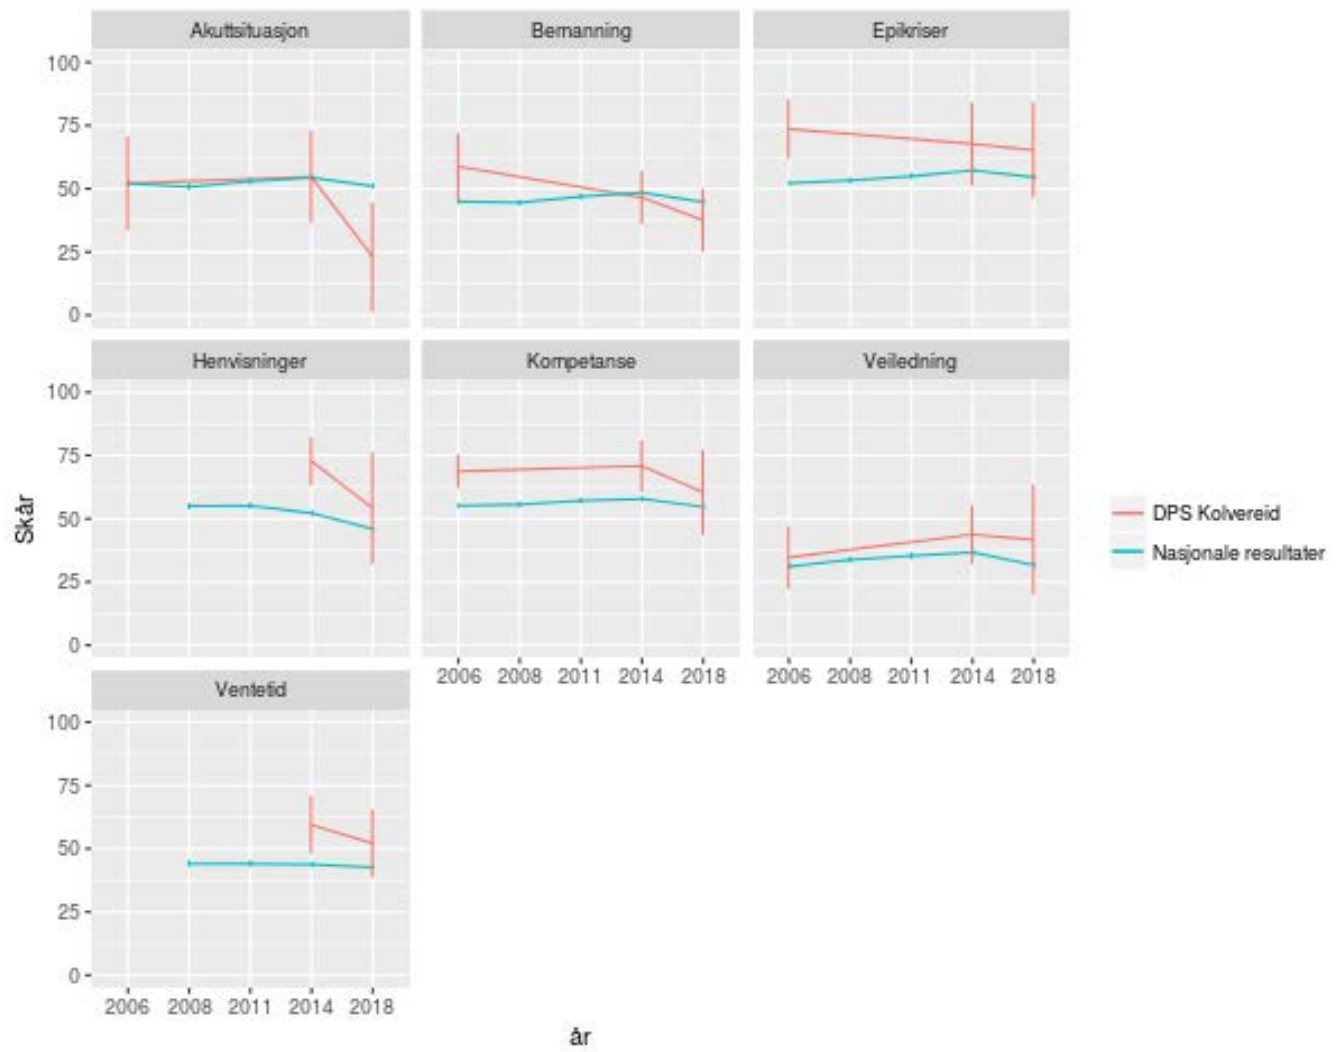 Akuttsituasjon Bemanning Epikriser
100
75
50
25
0
Henvisninger Kompetanse Veiledning
100
75
50
25
0
2006 2008 2011 2014 2018 2006 2008 2011 2014 2018
Ventetid
100
75
50
25
0
2006 2008 2011 2014 2018
år
Skår
DPS Kolvereid
Nasjonale resultater